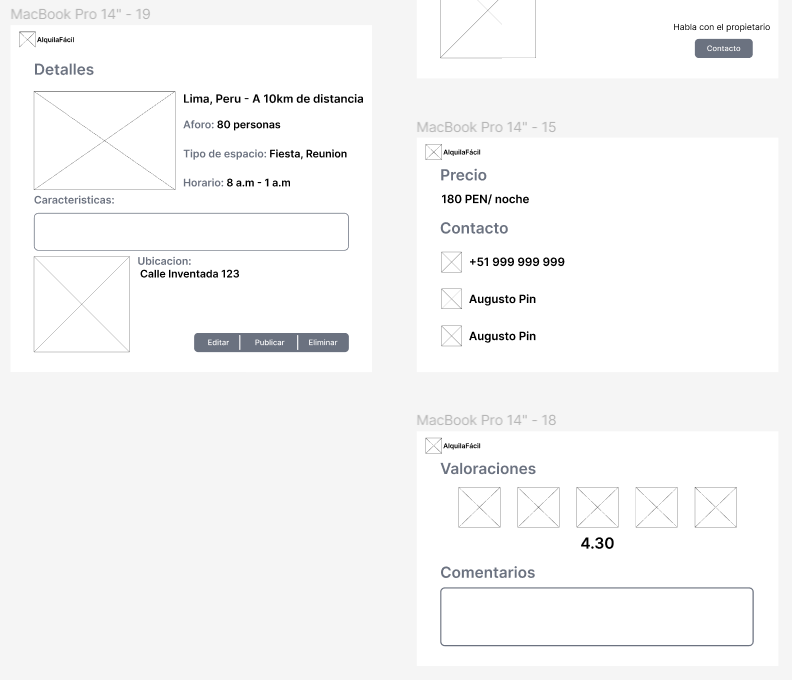 MacBook Pro 14" - 19
AlquilaFácil
Detalles
Lima, Peru - A 10km de distancia
Aforo: 80 personas
Tipo de espacio: Fiesta, Reunion
Horario: 8 a.m - 1 a.m
Caracteristicas:
Ubicacion:
Calle Inventada 123
Editar
Publicar
Eliminar
Habla con el propietario
Contacto
MacBook Pro 14" - 15
AlquilaFácil
Precio
180 PEN/ noche
Contacto
+51 999 999 999
Augusto Pin
Augusto Pin
MacBook Pro 14" - 18
AlquilaFácil
Valoraciones
4.30
Comentarios